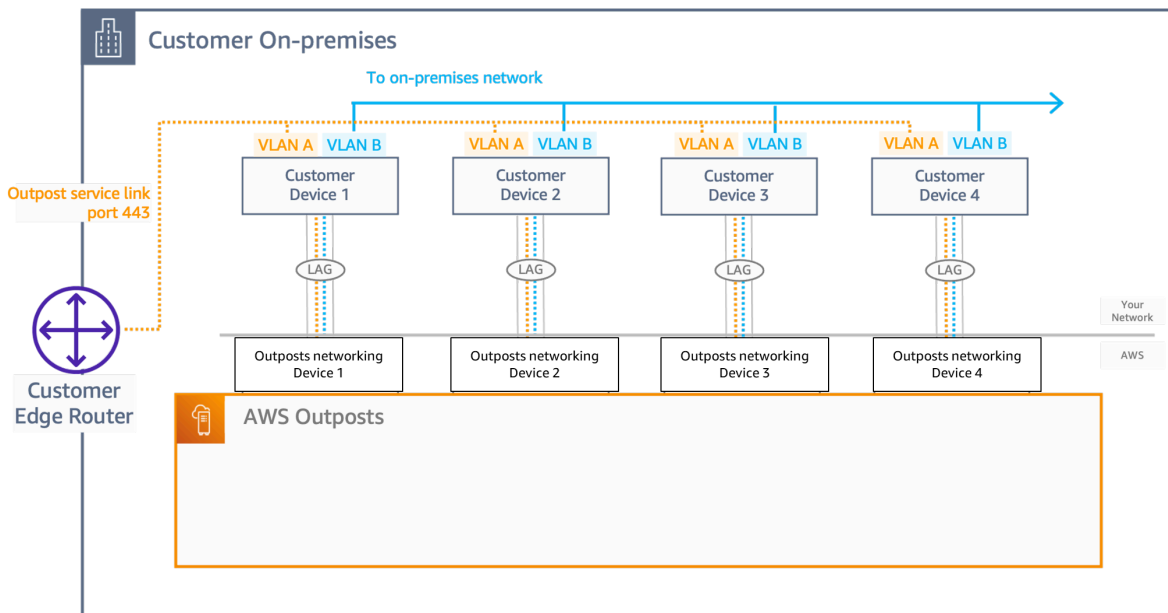 Customer On-premises
To on-premises network
VLAN A VLAN B VLAN A VLAN B VLAN A VLAN B VLAN A VLAN B
Customer
Device 1
Customer
Device 2
Customer
Device 3
Customer
Device 4
Outpost service link
port 443
LAG LAG LAG LAG
Your
Network
AWS
Outposts networking
Device 1
Outposts networking
Device 2
Outposts networking
Device 3
Outposts networking
Device 4
Customer
Edge Router
AWS Outposts